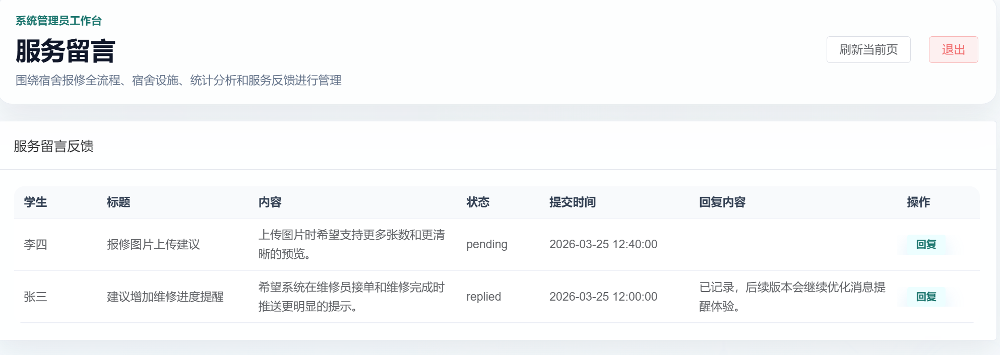 系统管理员工作台
服务留言
围绕宿舍报修全流程、宿舍设施、统计分析和服务反馈进行管理
刷新当前页
退出
服务留言反馈
学生 标题 内容 状态 提交时间 回复内容 操作
李四 报修图片上传建议 上传图片时希望支持更多张数和更清
晰的预览。 pending 2026-03-25 12:40:00 回复
张三 建议增加维修进度提醒 希望系统在维修员接单和维修完成时
推送更明显的提示。 replied 2026-03-25 12:00:00 已记录，后续版本会继续优化消息提
醒体验。 回复